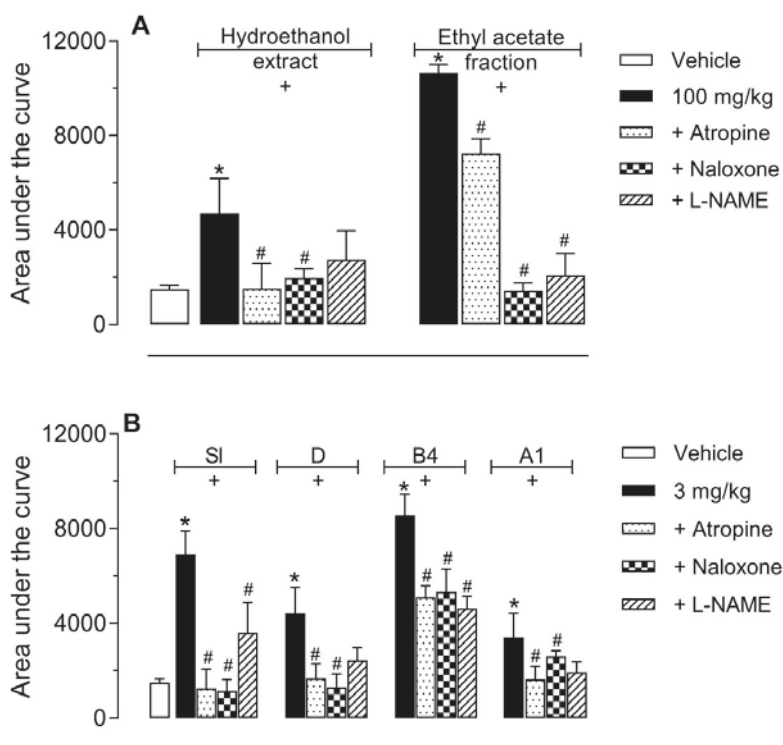 A
Hydroethanol
extract
+
Ethyl acetate
fraction
+
12000
8000
4000
0
Area under the curve
*
#
#
*
#
#
#
Vehicle
100 mg/kg
+ Atropine
+ Naloxone
+ L-NAME
B
SI
+
D
+
B4
+
A1
+
12000
8000
4000
0
Area under the curve
*
#
#
#
*
#
#
*
#
#
#
*
#
#
Vehicle
3 mg/kg
+ Atropine
+ Naloxone
+ L-NAME